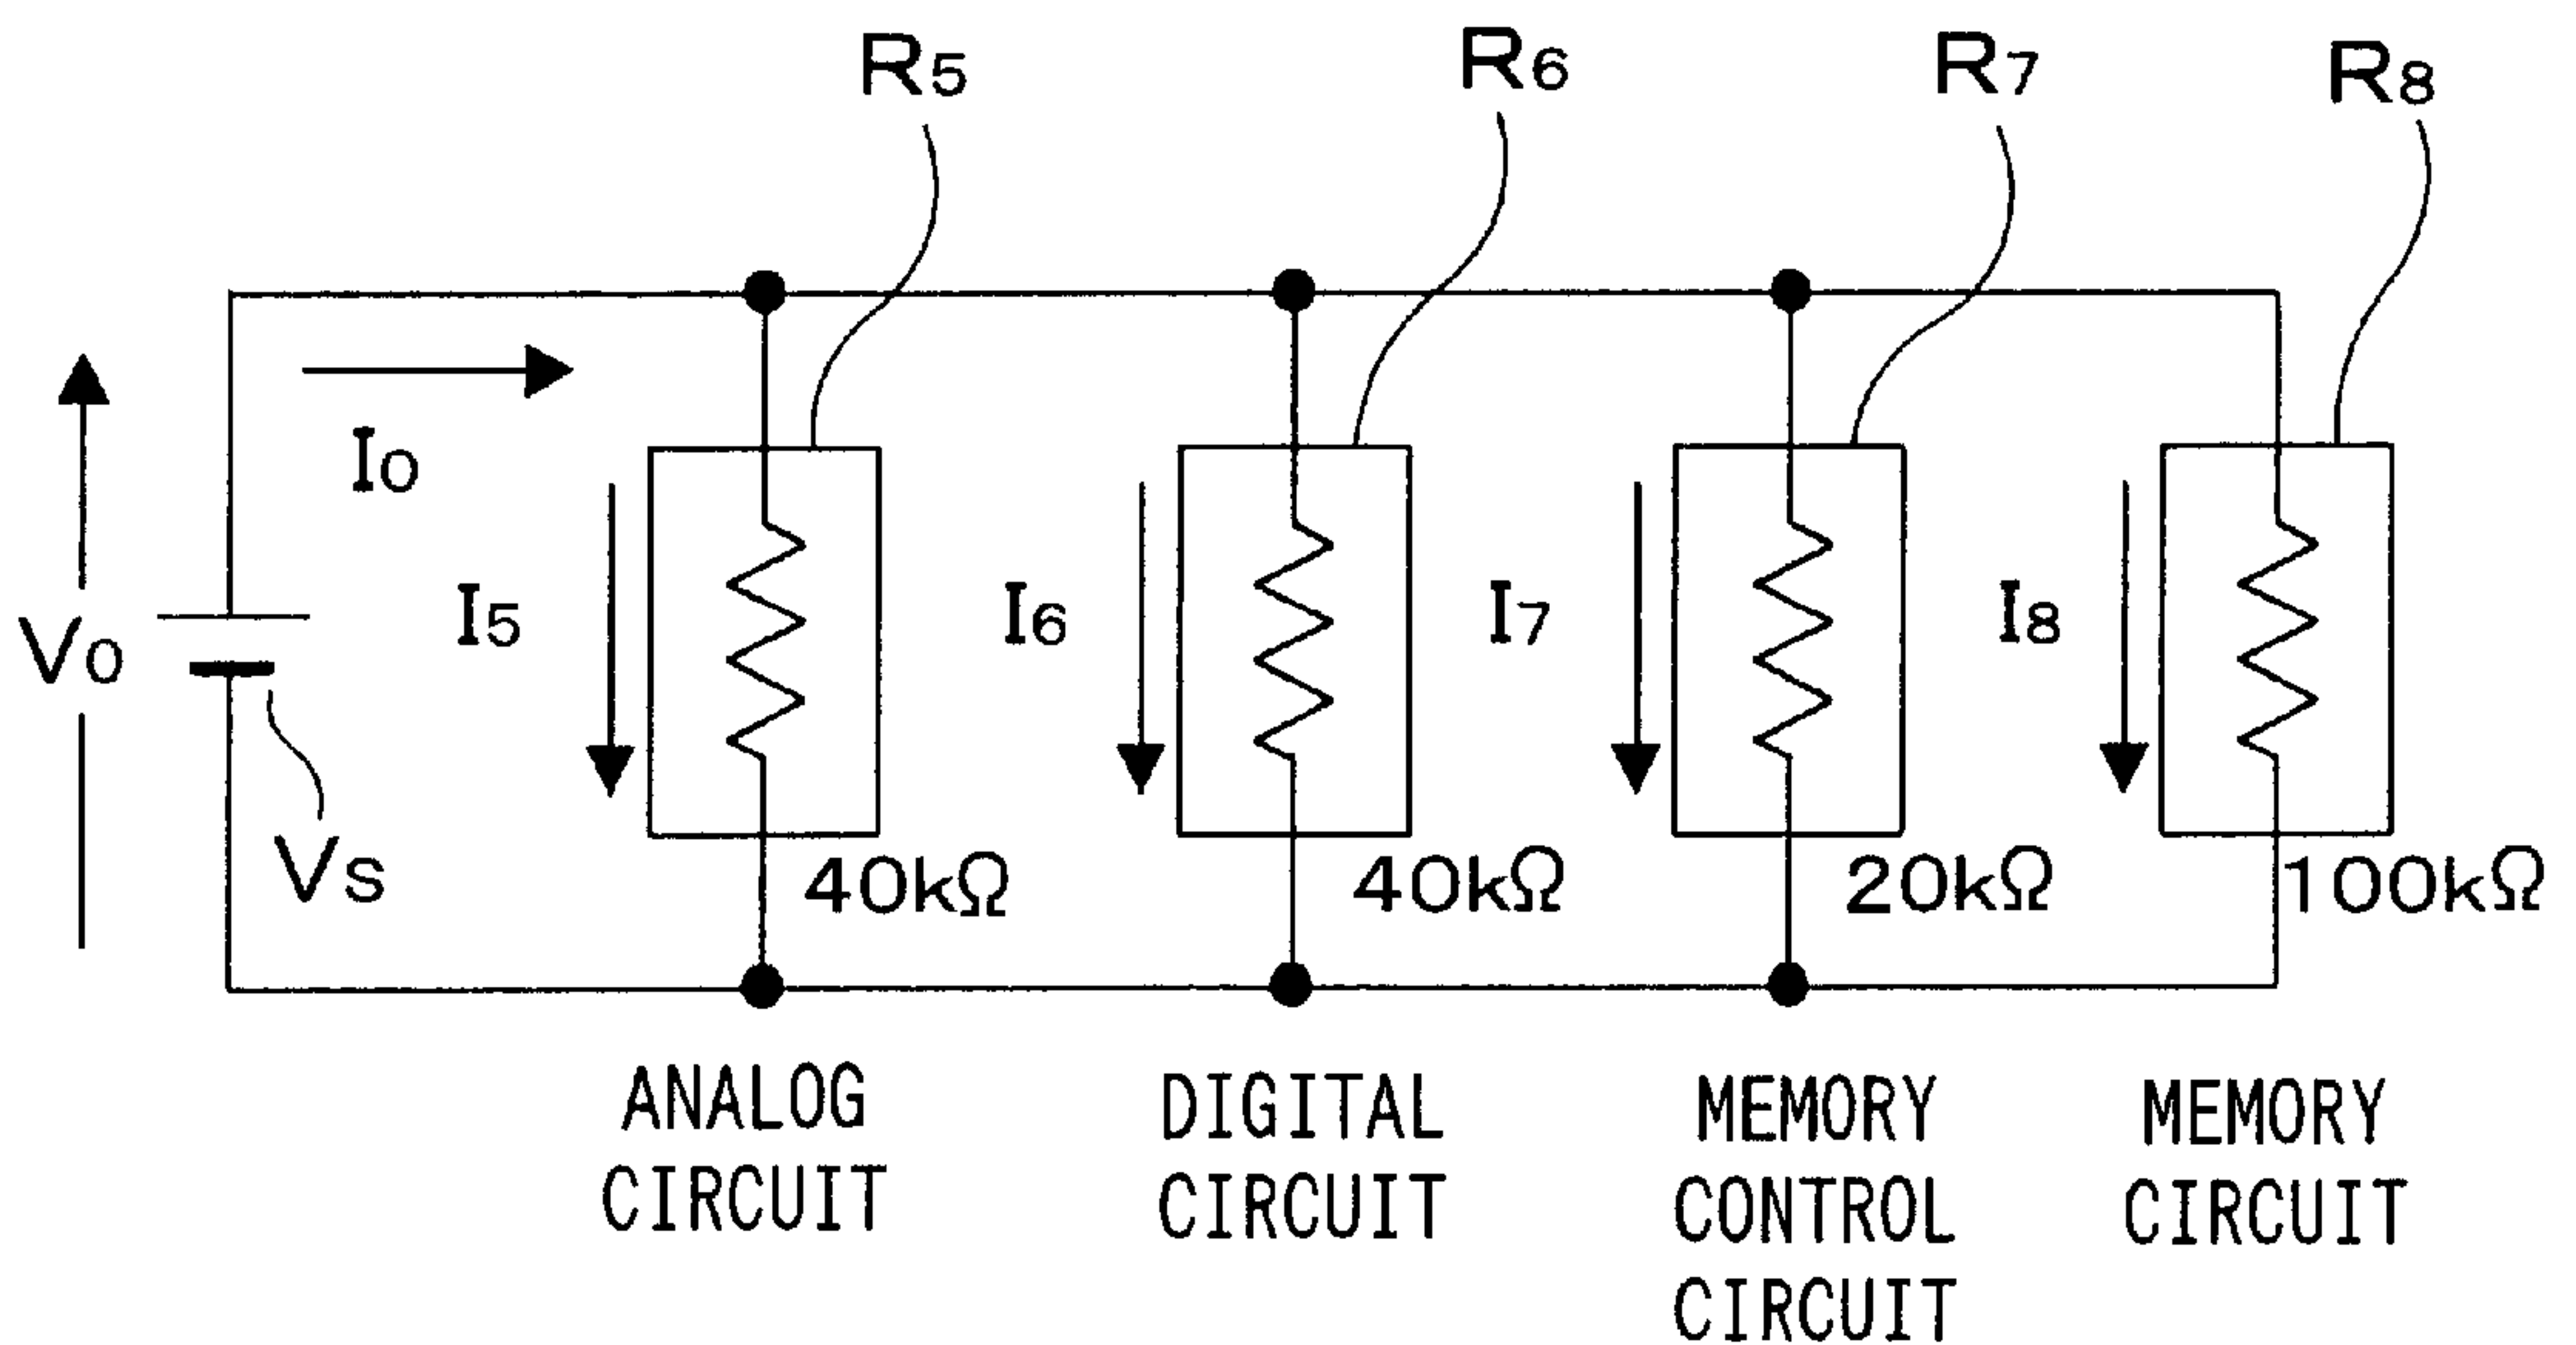 R5
R6
R7
R8
I0
V0
I5
I6
I7
I8
VS
40kΩ
40kΩ
20kΩ
100kΩ
ANALOG
CIRCUIT
DIGITAL
CIRCUIT
MEMORY
CONTROL
CIRCUIT
MEMORY
CIRCUIT